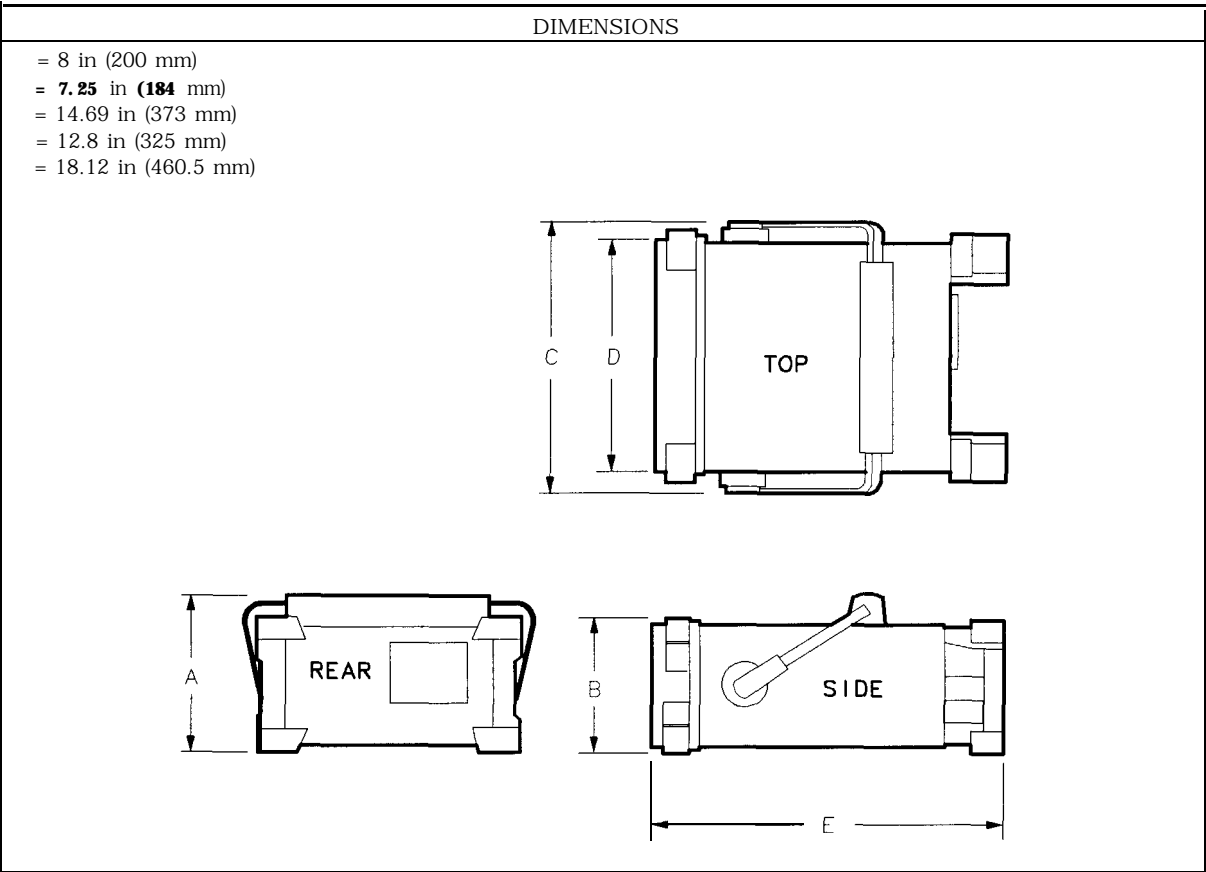 DIMENSIONS
= 8 in (200 mm)
= 7.25 in (184 mm)
= 14.69 in (373 mm)
= 12.8 in (325 mm)
= 18.12 in (460.5 mm)
C
D
TOP
A
REAR
B
SIDE
E